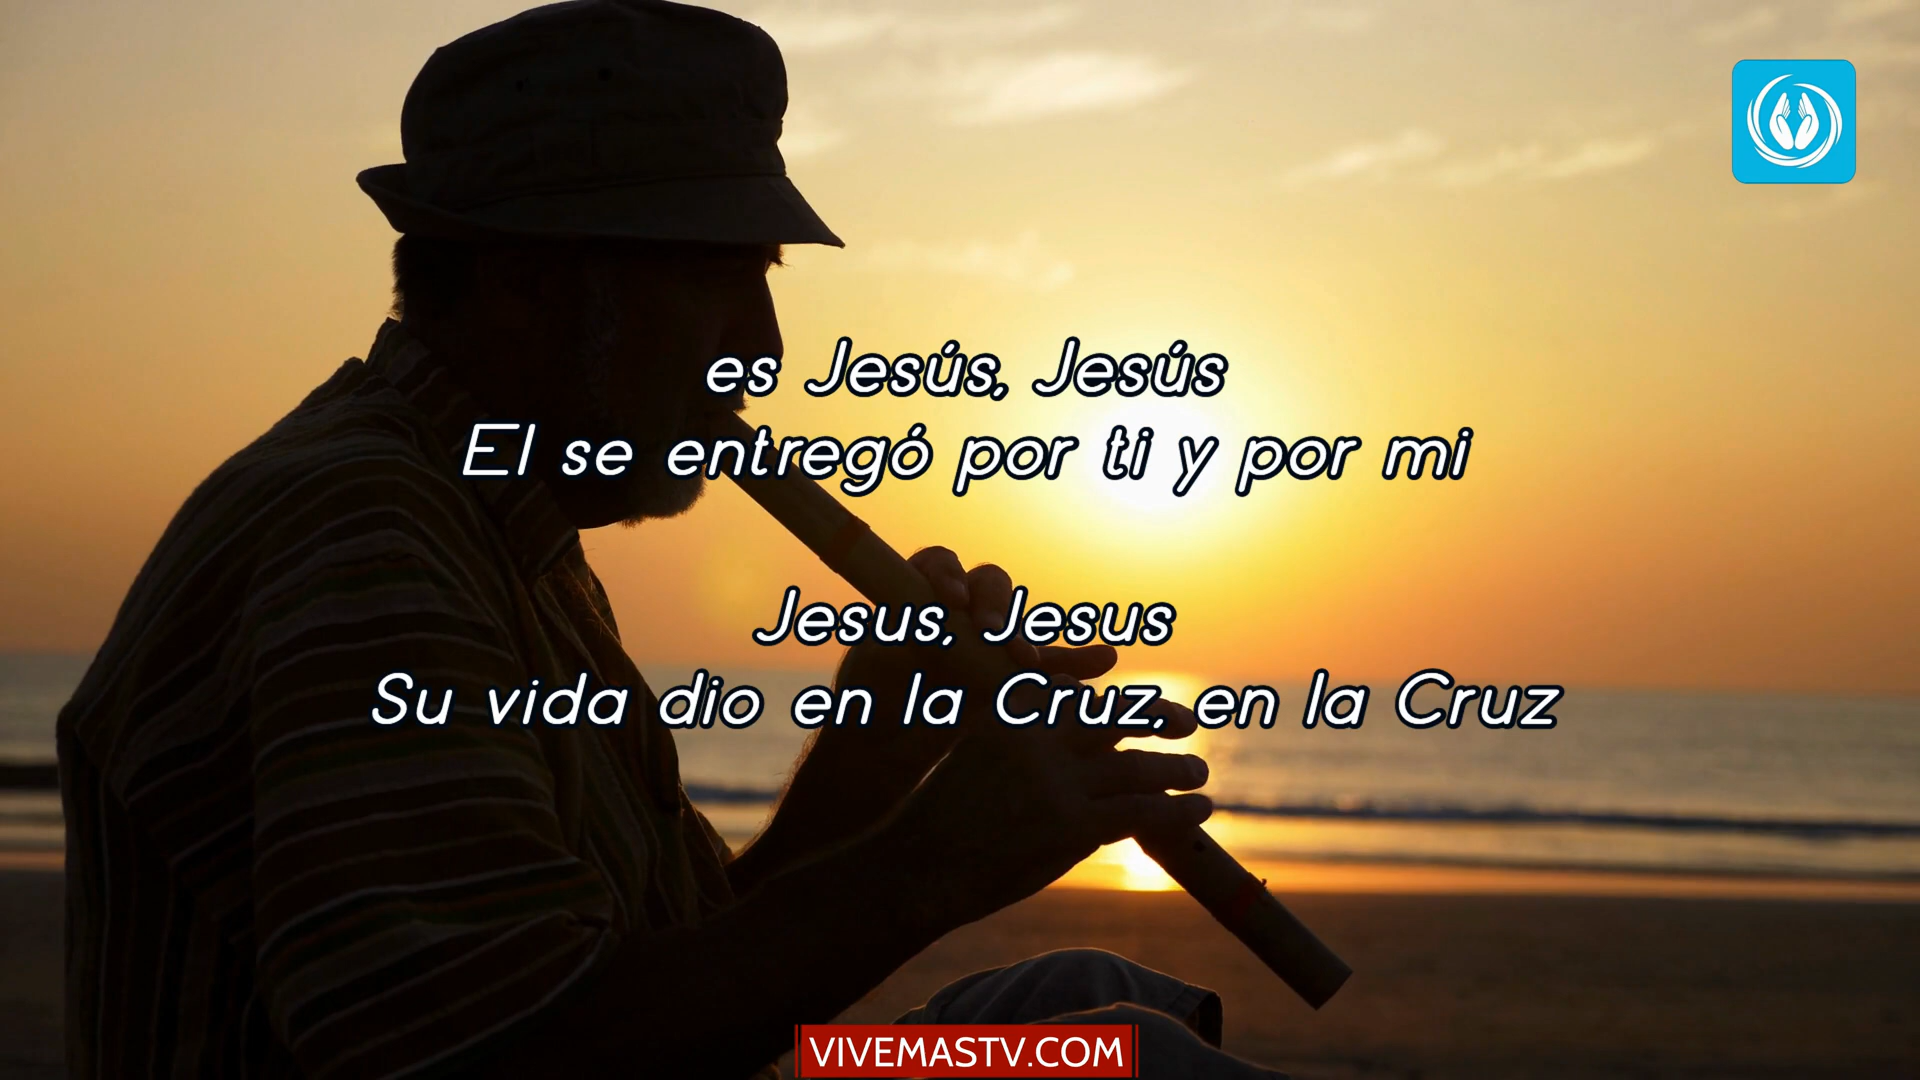 es Jesús, Jesús
El se entregó por ti y por mi
Jesus, Jesus
Su vida dio en la Cruz, en la Cruz
VIVEMASTV.COM